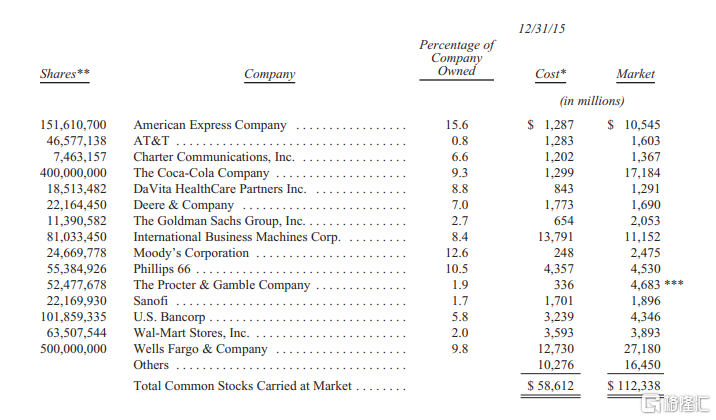 12/31/15
Percentage of
Company
Shares** Company Owned Cost* Market
(in millions)
151,610,700 American Express Company .................. 15.6 $ 1,287 $ 10,545
46,577,138 AT&T ..................................... 0.8 1,283 1,603
7,463,157 Charter Communications, Inc. .................. 6.6 1,202 1,367
400,000,000 The Coca-Cola Company ..................... 9.3 1,299 17,184
18,513,482 DaVita HealthCare Partners Inc. ............... 8.8 843 1,291
22,164,450 Deere & Company .......................... 7.0 1,773 1,690
11,390,582 The Goldman Sachs Group, Inc. ................ 2.7 654 2,053
81,033,450 International Business Machines Corp. .......... 8.4 13,791 11,152
24,669,778 Moody’s Corporation ........................ 12.6 248 2,475
55,384,926 Phillips 66 ................................. 10.5 4,357 4,530
52,477,678 The Procter & Gamble Company ............... 1.9 336 4,683 ***
22,169,930 Sanofi .................................... 1.7 1,701 1,896
101,859,335 U.S. Bancorp ............................... 5.8 3,239 4,346
63,507,544 Wal-Mart Stores, Inc. ........................ 2.0 3,593 3,893
500,000,000 Wells Fargo & Company ..................... 9.8 12,730 27,180
Others .................................... 10,276 16,450
Total Common Stocks Carried at Market ........ $ 58,612 $ 112,338
格隆汇